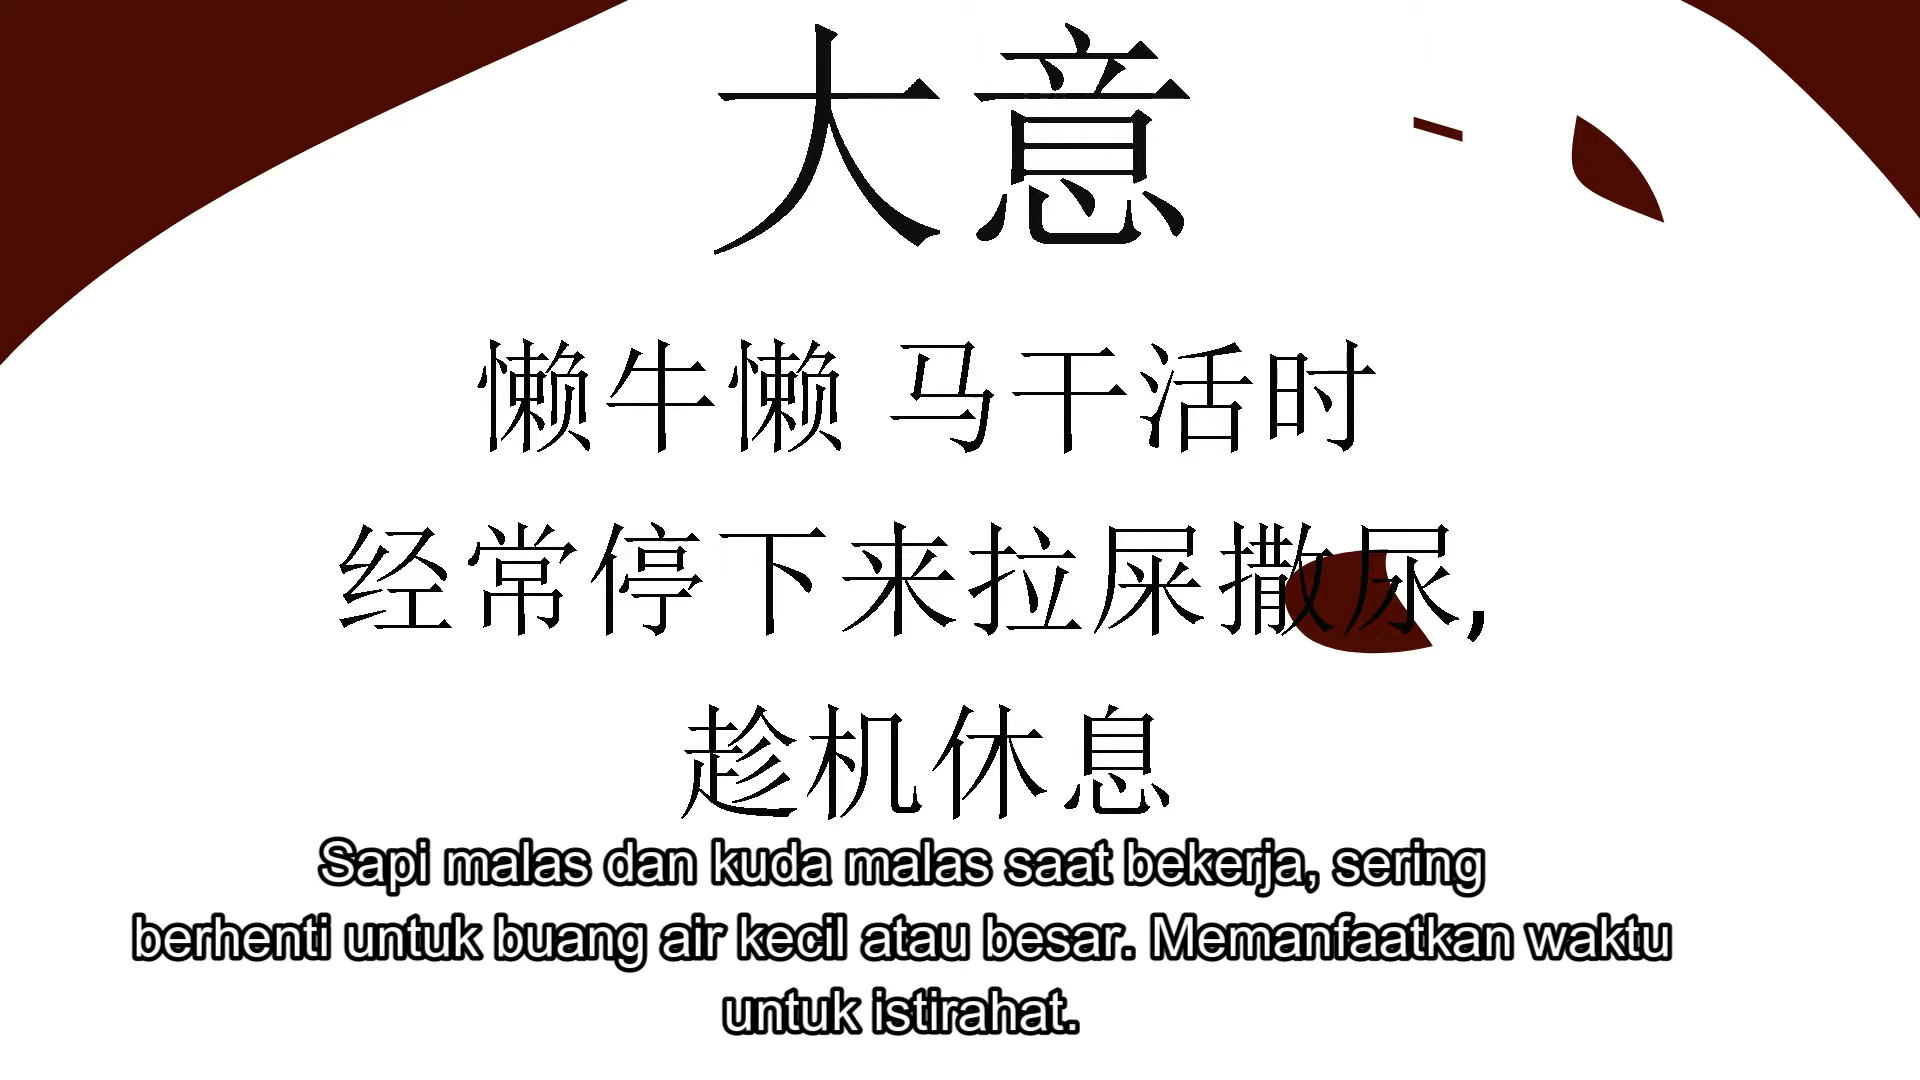 大意
懒牛懒 马干活时
经常停下来拉屎撒尿,
趁机休息
Sapi malas dan kuda malas saat bekerja, sering
berhenti untuk buang air kecil atau besar. Memanfaatkan waktu
untuk istirahat.